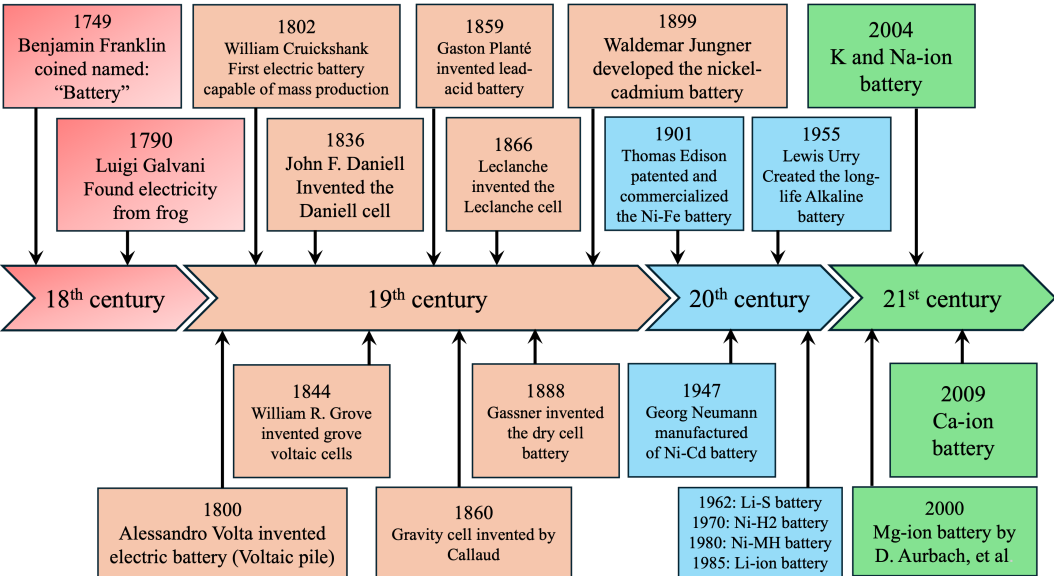 1749
Benjamin Franklin
coined named:
“Battery”
1802
William Cruickshank
First electric battery
capable of mass production
1859
Gaston Planté
invented lead-
acid battery
1899
Waldemar Jungner
developed the nickel-
cadmium battery
2004
K and Na-ion
battery
1790
Luigi Galvani
Found electricity
from frog
1836
John F. Daniell
Invented the
Daniell cell
1866
Leclanche
invented the
Leclanche cell
1901
Thomas Edison
patented and
commercialized
the Ni-Fe battery
1955
Lewis Urry
Created the long-
life Alkaline
battery
18th century
19th century
20th century
21st century
1844
William R. Grove
invented grove
voltaic cells
1888
Gassner invented
the dry cell
battery
1947
Georg Neumann
manufactured
of Ni-Cd battery
2009
Ca-ion
battery
1800
Alessandro Volta invented
electric battery (Voltaic pile)
1860
Gravity cell invented by
Callaud
1962: Li-S battery
1970: Ni-H2 battery
1980: Ni-MH battery
1985: Li-ion battery
2000
Mg-ion battery by
D. Aurbach, et al